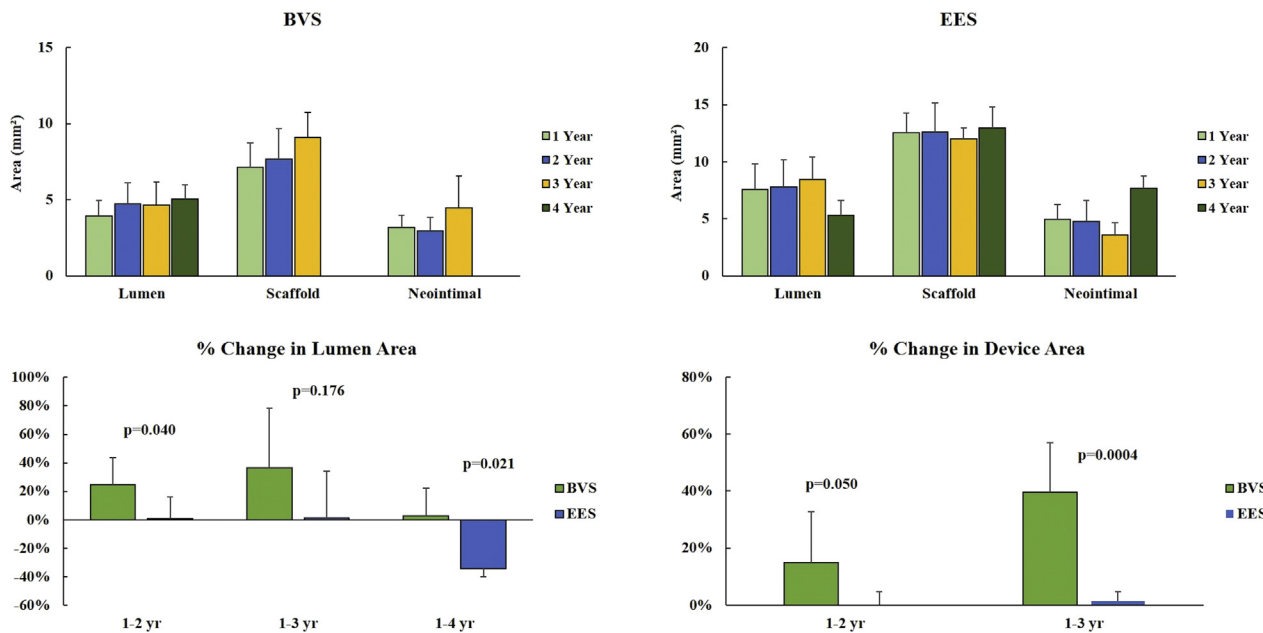 BVS
15
10
5
0
Area (mm²)
Lumen
Scaffold
Neointimal
1 Year
2 Year
3 Year
4 Year
EES
20
15
10
5
0
Area (mm²)
Lumen
Scaffold
Neointimal
1 Year
2 Year
3 Year
4 Year
% Change in Lumen Area
100%
80%
60%
40%
20%
0%
-20%
-40%
-60%
p=0.040
p=0.176
p=0.021
1-2 yr
1-3 yr
1-4 yr
BVS
EES
% Change in Device Area
80%
60%
40%
20%
0%
p=0.050
p=0.0004
1-2 yr
1-3 yr
BVS
EES